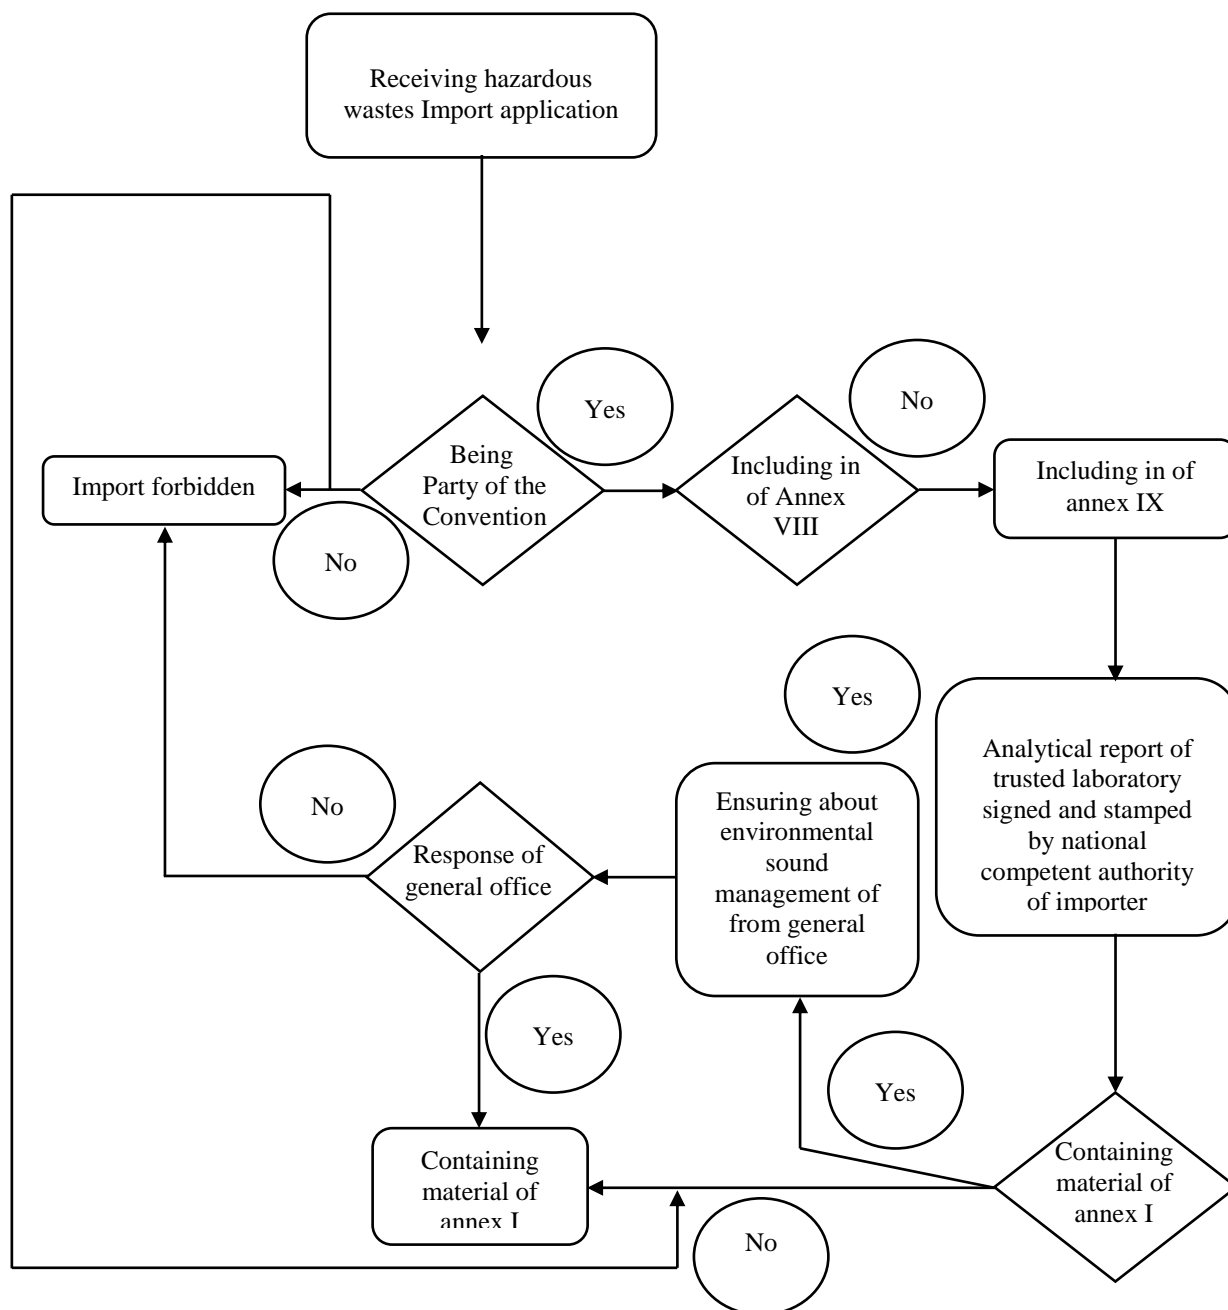 Receiving hazardous
wastes Import application
Yes
No
Being
Party of the
Convention
Including in
of Annex
VIII
Including in of
annex IX
Import forbidden
No
Yes
Analytical report of
trusted laboratory
signed and stamped
by national
competent authority
of importer
No
Ensuring about
environmental
sound
management of
from general
office
Response of
general office
Yes
Yes
Containing
material of
annex I
Containing
material of
annex I
No